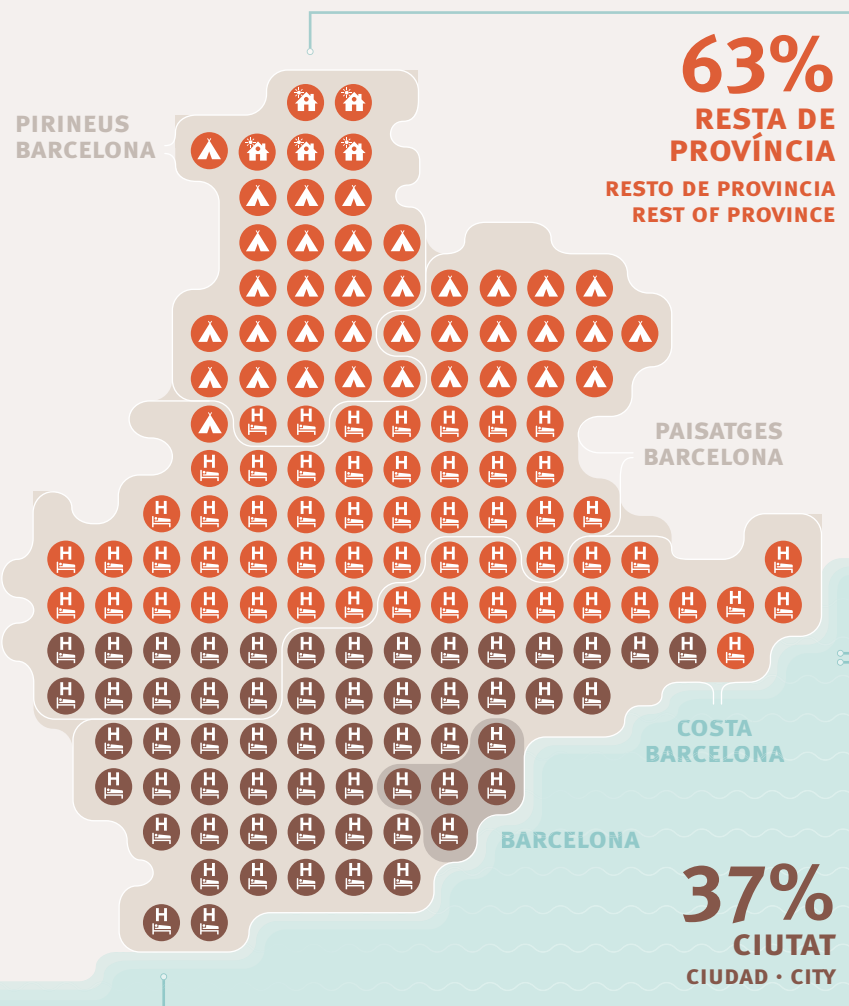 63%
RESTA DE
PROVÍNCIA
RESTO DE PROVINCIA
REST OF PROVINCE
PIRINEUS
BARCELONA
PAISATGES
BARCELONA
H H H H H H
H H H H H H H H
H H H H H H H H H H
H H H H H H H H H H H H H H
H H H H H H H H H H H H H H H H
H H H H H H H H H H H H H H H
H H H H H H H H H H H H
COSTA
BARCELONA
H H H H H H H H H
H H H H H H H H H
H H H H H H H
BARCELONA
H H H H H
H H
37%
CIUTAT
CIUDAD · CITY